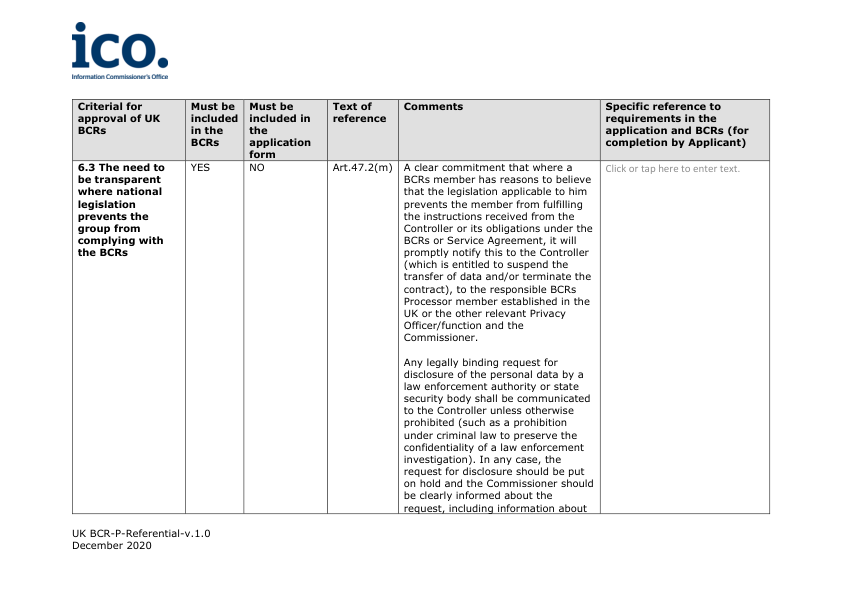 ico.
Information Commissioner's Office
Criterial for
approval of UK
BCRs
Must be
included
in the
BCRs
Must be
included in
the
application
form
Text of
reference
Comments
Specific reference to
requirements in the
application and BCRs (for
completion by Applicant)
6.3 The need to
be transparent
where national
legislation
prevents the
group from
complying with
the BCRs
YES
NO
Art.47.2(m)
A clear commitment that where a
BCRs member has reasons to believe
that the legislation applicable to him
prevents the member from fulfilling
the instructions received from the
Controller or its obligations under the
BCRs or Service Agreement, it will
promptly notify this to the Controller
(which is entitled to suspend the
transfer of data and/or terminate the
contract), to the responsible BCRs
Processor member established in the
UK or the other relevant Privacy
Officer/function and the
Commissioner.
Any legally binding request for
disclosure of the personal data by a
law enforcement authority or state
security body shall be communicated
to the Controller unless otherwise
prohibited (such as a prohibition
under criminal law to preserve the
confidentiality of a law enforcement
investigation). In any case, the
request for disclosure should be put
on hold and the Commissioner should
be clearly informed about the
request, including information about
Click or tap here to enter text.
UK BCR-P-Referential-v.1.0
December 2020